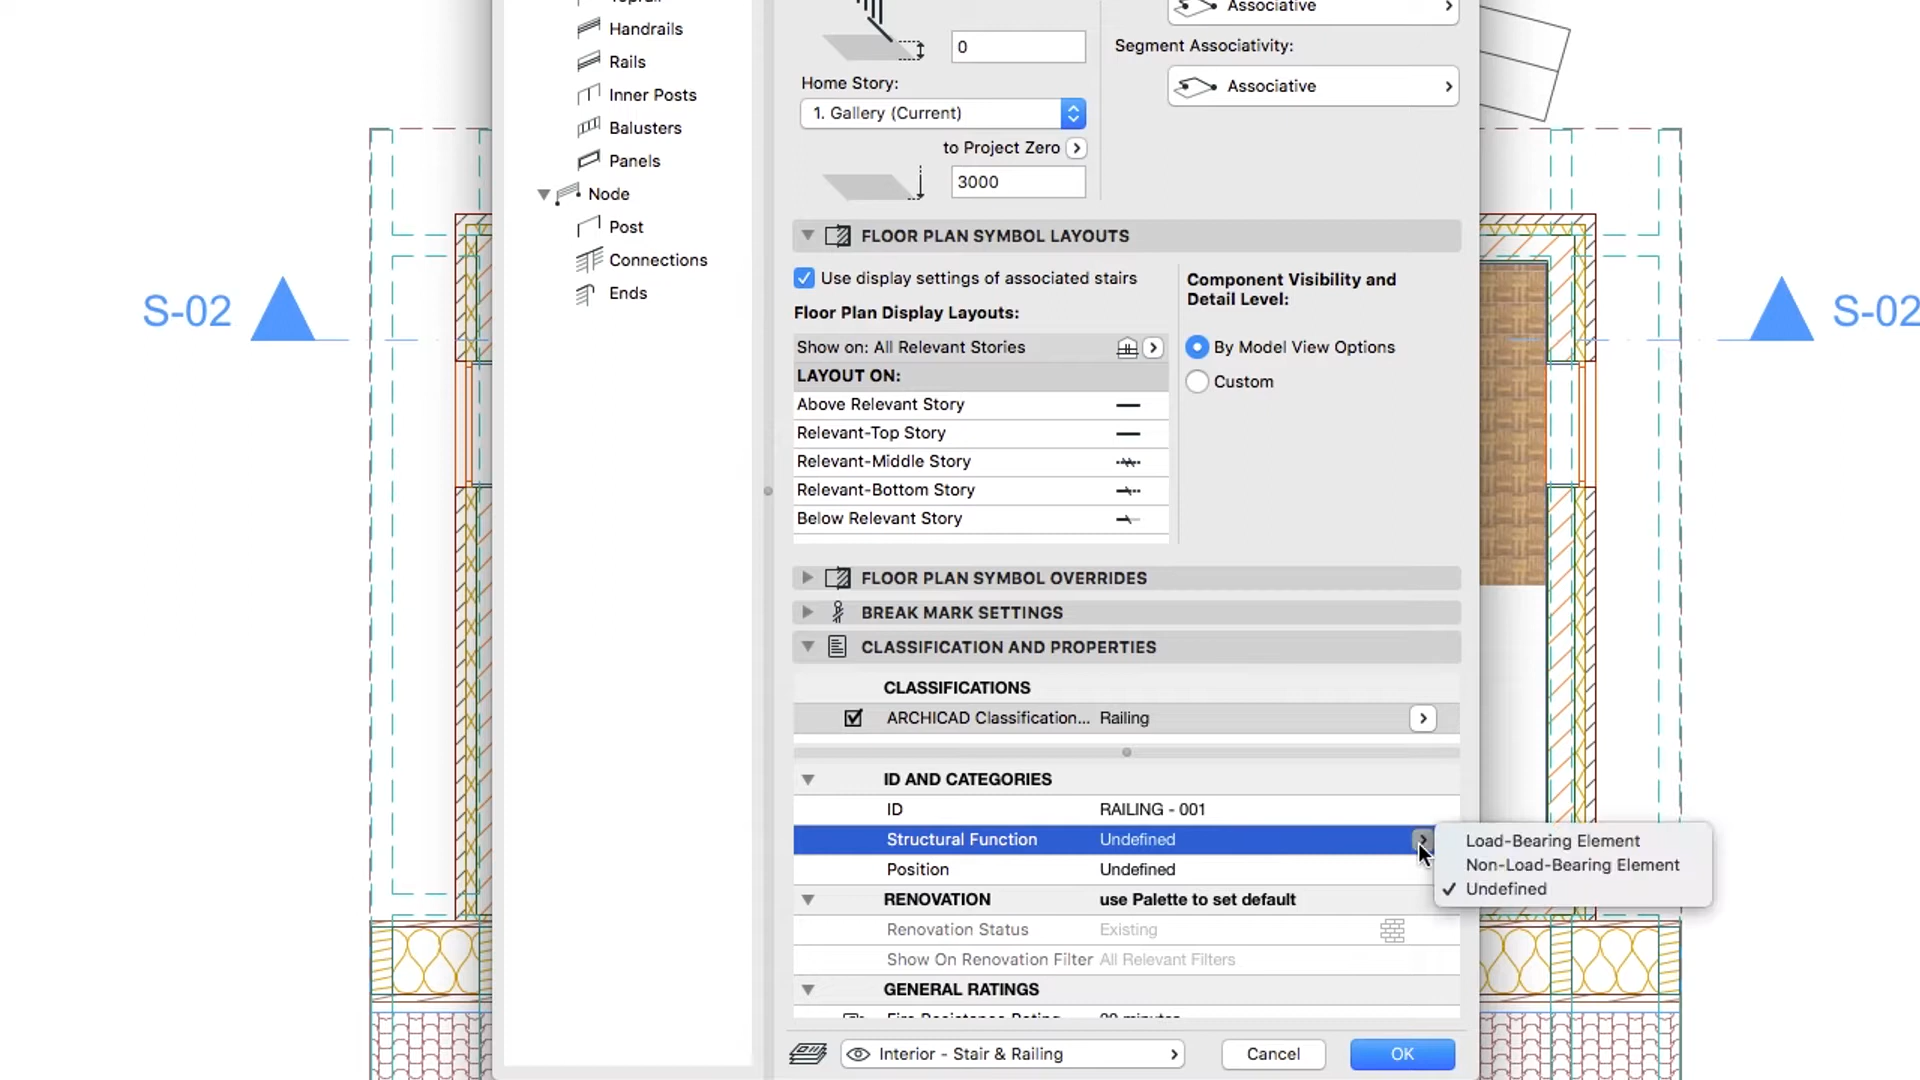 Handrails
Rails
Inner Posts
Balusters
Panels
Node
Post
Connections
Ends
0
Home Story:
1. Gallery (Current)
to Project Zero
3000
Associative
Segment Associativity:
Associative
FLOOR PLAN SYMBOL LAYOUTS
Use display settings of associated stairs
Floor Plan Display Layouts:
Show on: All Relevant Stories
LAYOUT ON:
Above Relevant Story
Relevant-Top Story
Relevant-Middle Story
Relevant-Bottom Story
Below Relevant Story
Component Visibility and
Detail Level:
By Model View Options
Custom
FLOOR PLAN SYMBOL OVERRIDES
BREAK MARK SETTINGS
CLASSIFICATION AND PROPERTIES
CLASSIFICATIONS
ARCHICAD Classification... Railing
ID AND CATEGORIES
ID RAILING - 001
Structural Function Undefined
Position Undefined
RENOVATION use Palette to set default
Renovation Status Existing
Show On Renovation Filter All Relevant Filters
GENERAL RATINGS
Load-Bearing Element
Non-Load-Bearing Element
Undefined
Interior - Stair & Railing
Cancel
OK
S-02
S-02